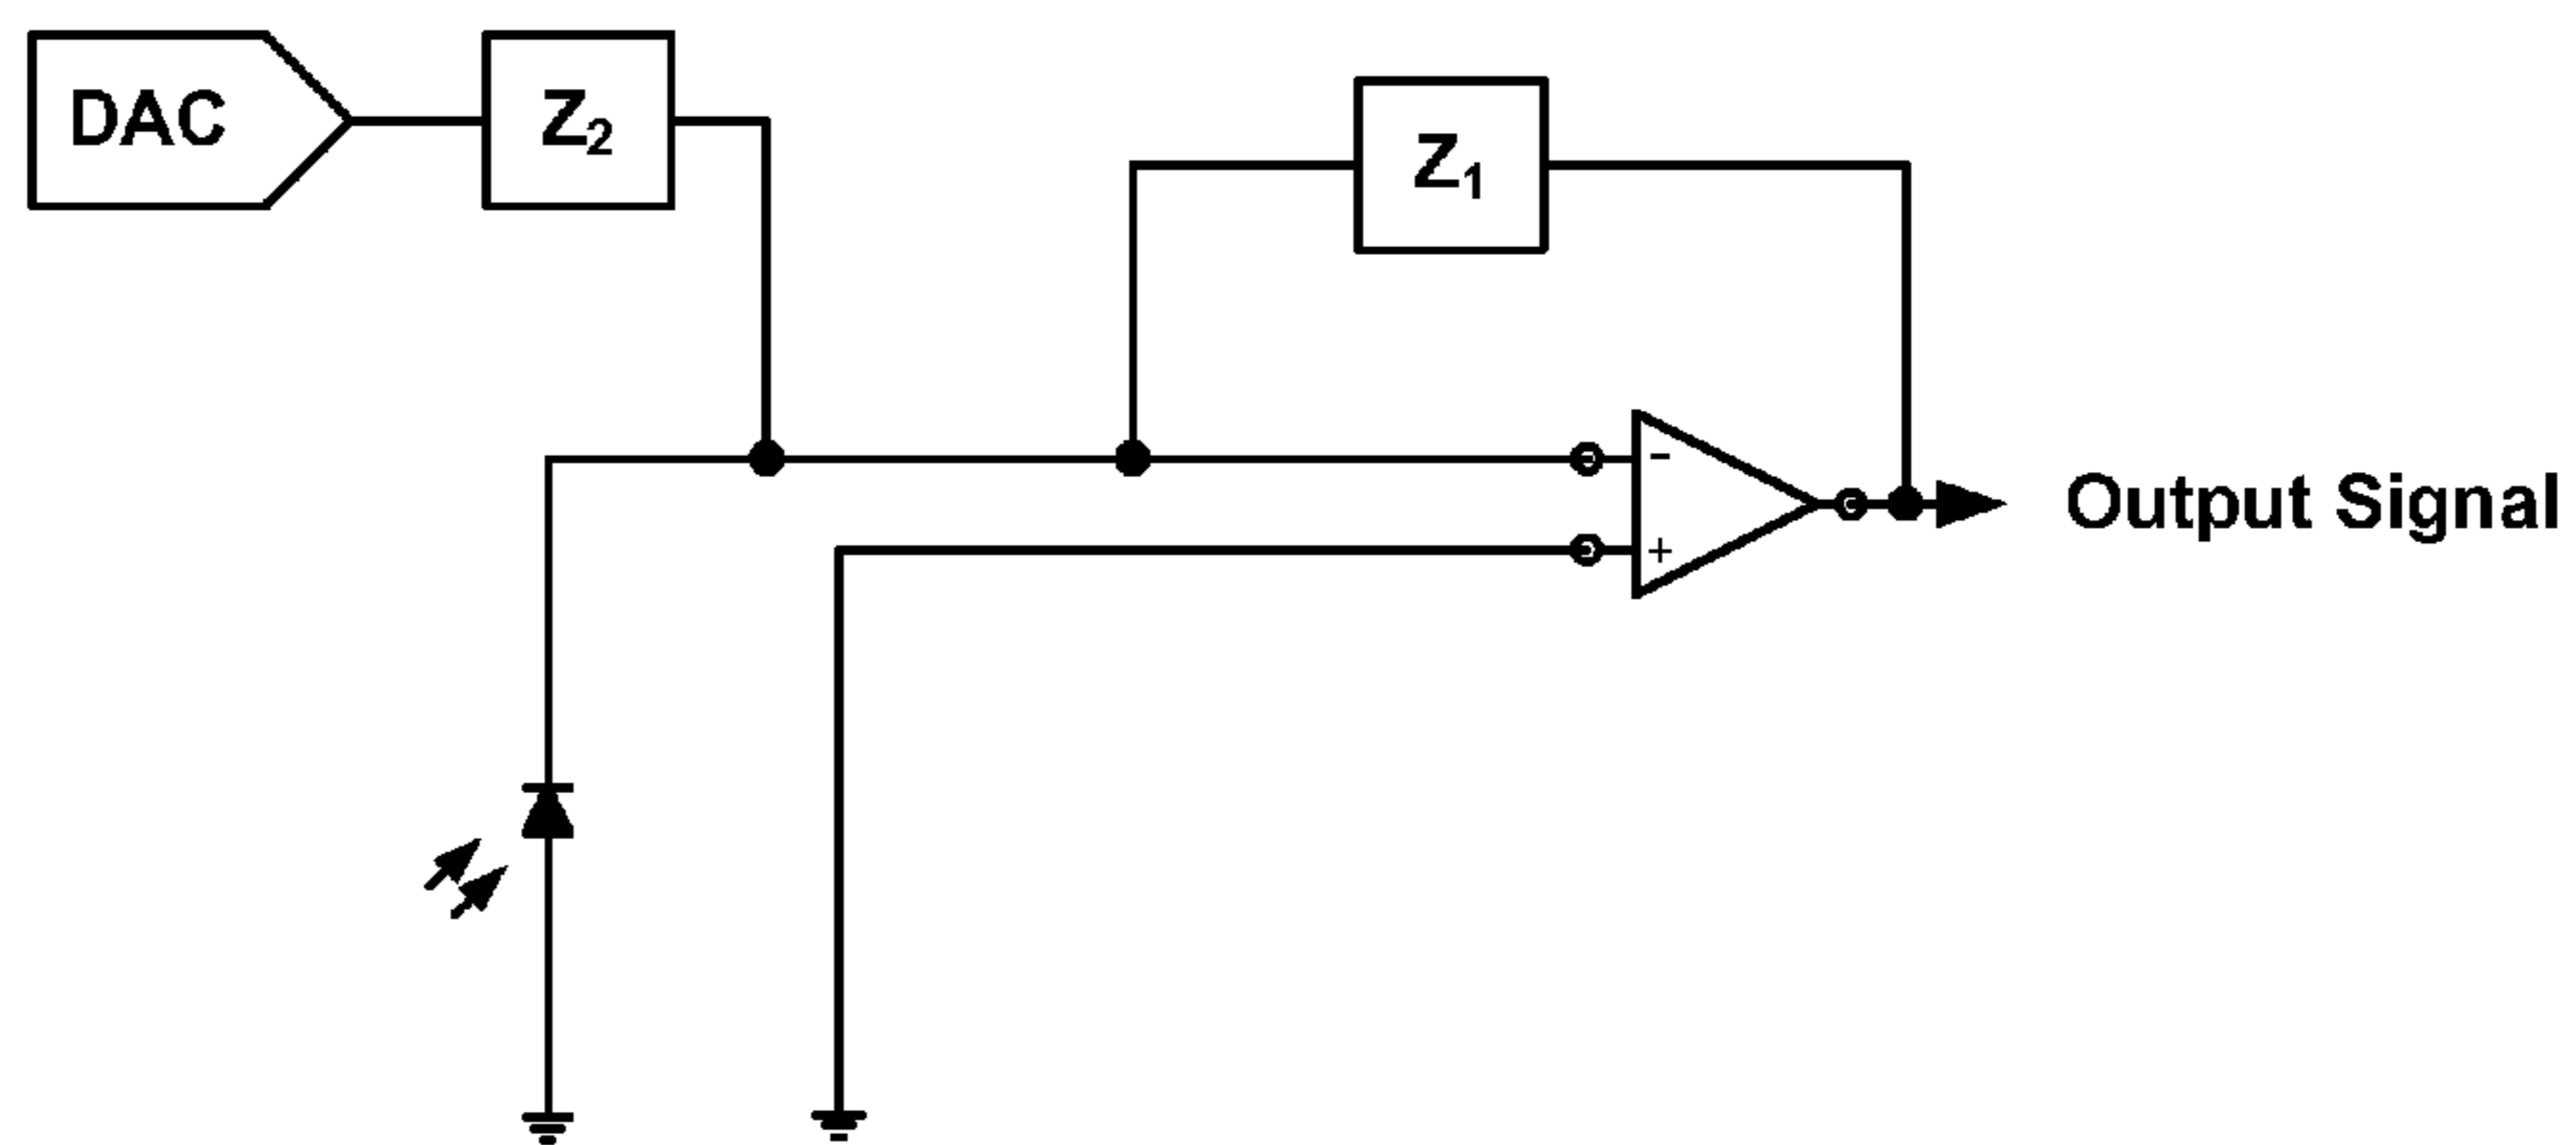 DAC
Z₂
Z₁
-
+
Output Signal